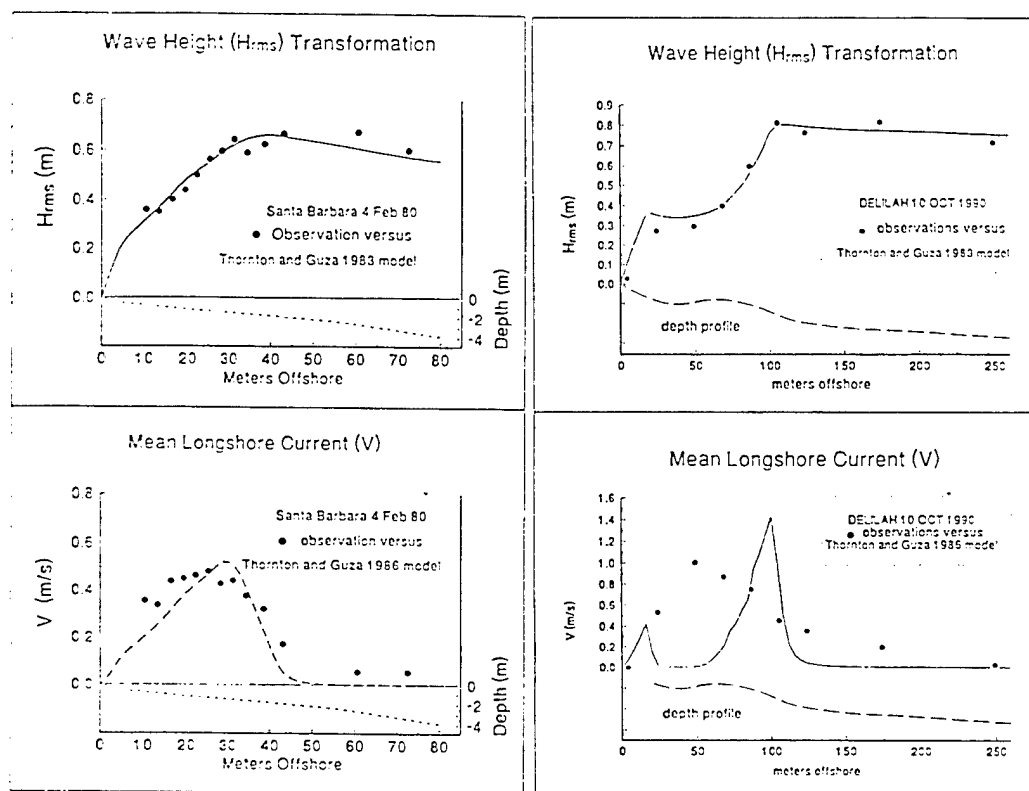 Wave Height (Hrms) Transformation
0.8
0.6
0.4
0.2
0.0
Hrms (m)
Santa Barbara 4 Feb 80
● Observation versus
Thornton and Guza 1983 model
0
-2
-4
Depth (m)
0 10 20 30 40 50 60 70 80
Meters Offshore
Wave Height (Hrms) Transformation
0.9
0.8
0.7
0.6
0.5
0.4
0.3
0.2
0.1
0.0
Hrms (m)
DELILAH 10 OCT 1990
• observations versus
Thornton and Guza 1983 model
depth profile
0 50 100 150 200 250
meters offshore
Mean Longshore Current (V)
0.8
0.6
0.4
0.2
0.0
V (m/s)
Santa Barbara 4 Feb 80
● observation versus
Thornton and Guza 1986 model
0
-2
-4
Depth (m)
0 10 20 30 40 50 60 70 80
Meters Offshore
Mean Longshore Current (V)
1.6
1.4
1.2
1.0
0.8
0.6
0.4
0.2
0.0
V (m/s)
DELILAH 10 OCT 1990
● observations versus
Thornton and Guza 1986 model
depth profile
0 50 100 150 200 250
meters offshore